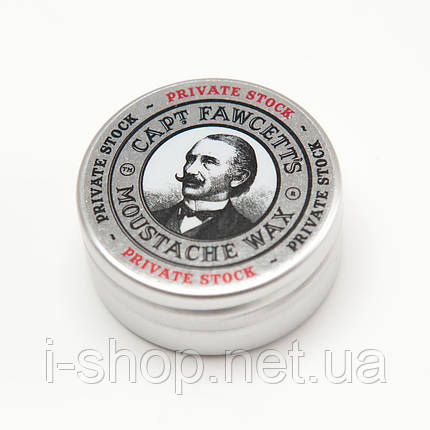 PRIVATE STOCK ~ PRIVATE STOCK ~ PRIVATE STOCK ~ PRIVATE STOCK ~
CAPT FAWCETT'S
MOUSTACHE WAX
i-shop.net.ua